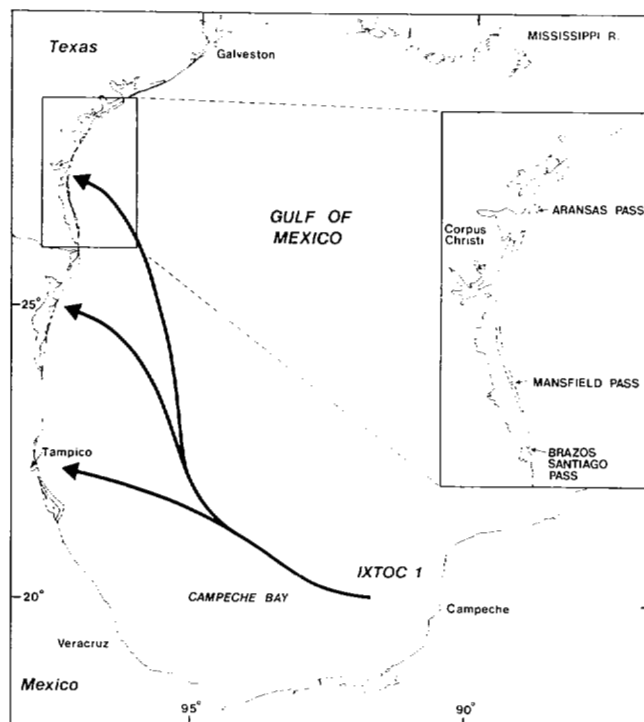 Texas
Galveston
MISSISSIPPI R.
ARANSAS PASS
Corpus
Christi
GULF OF
MEXICO
25°
MANSFIELD PASS
Tampico
BRAZOS
SANTIAGO
PASS
IXTOC 1
20°
CAMPECHE BAY
Campeche
Veracruz
Mexico
95°
90°